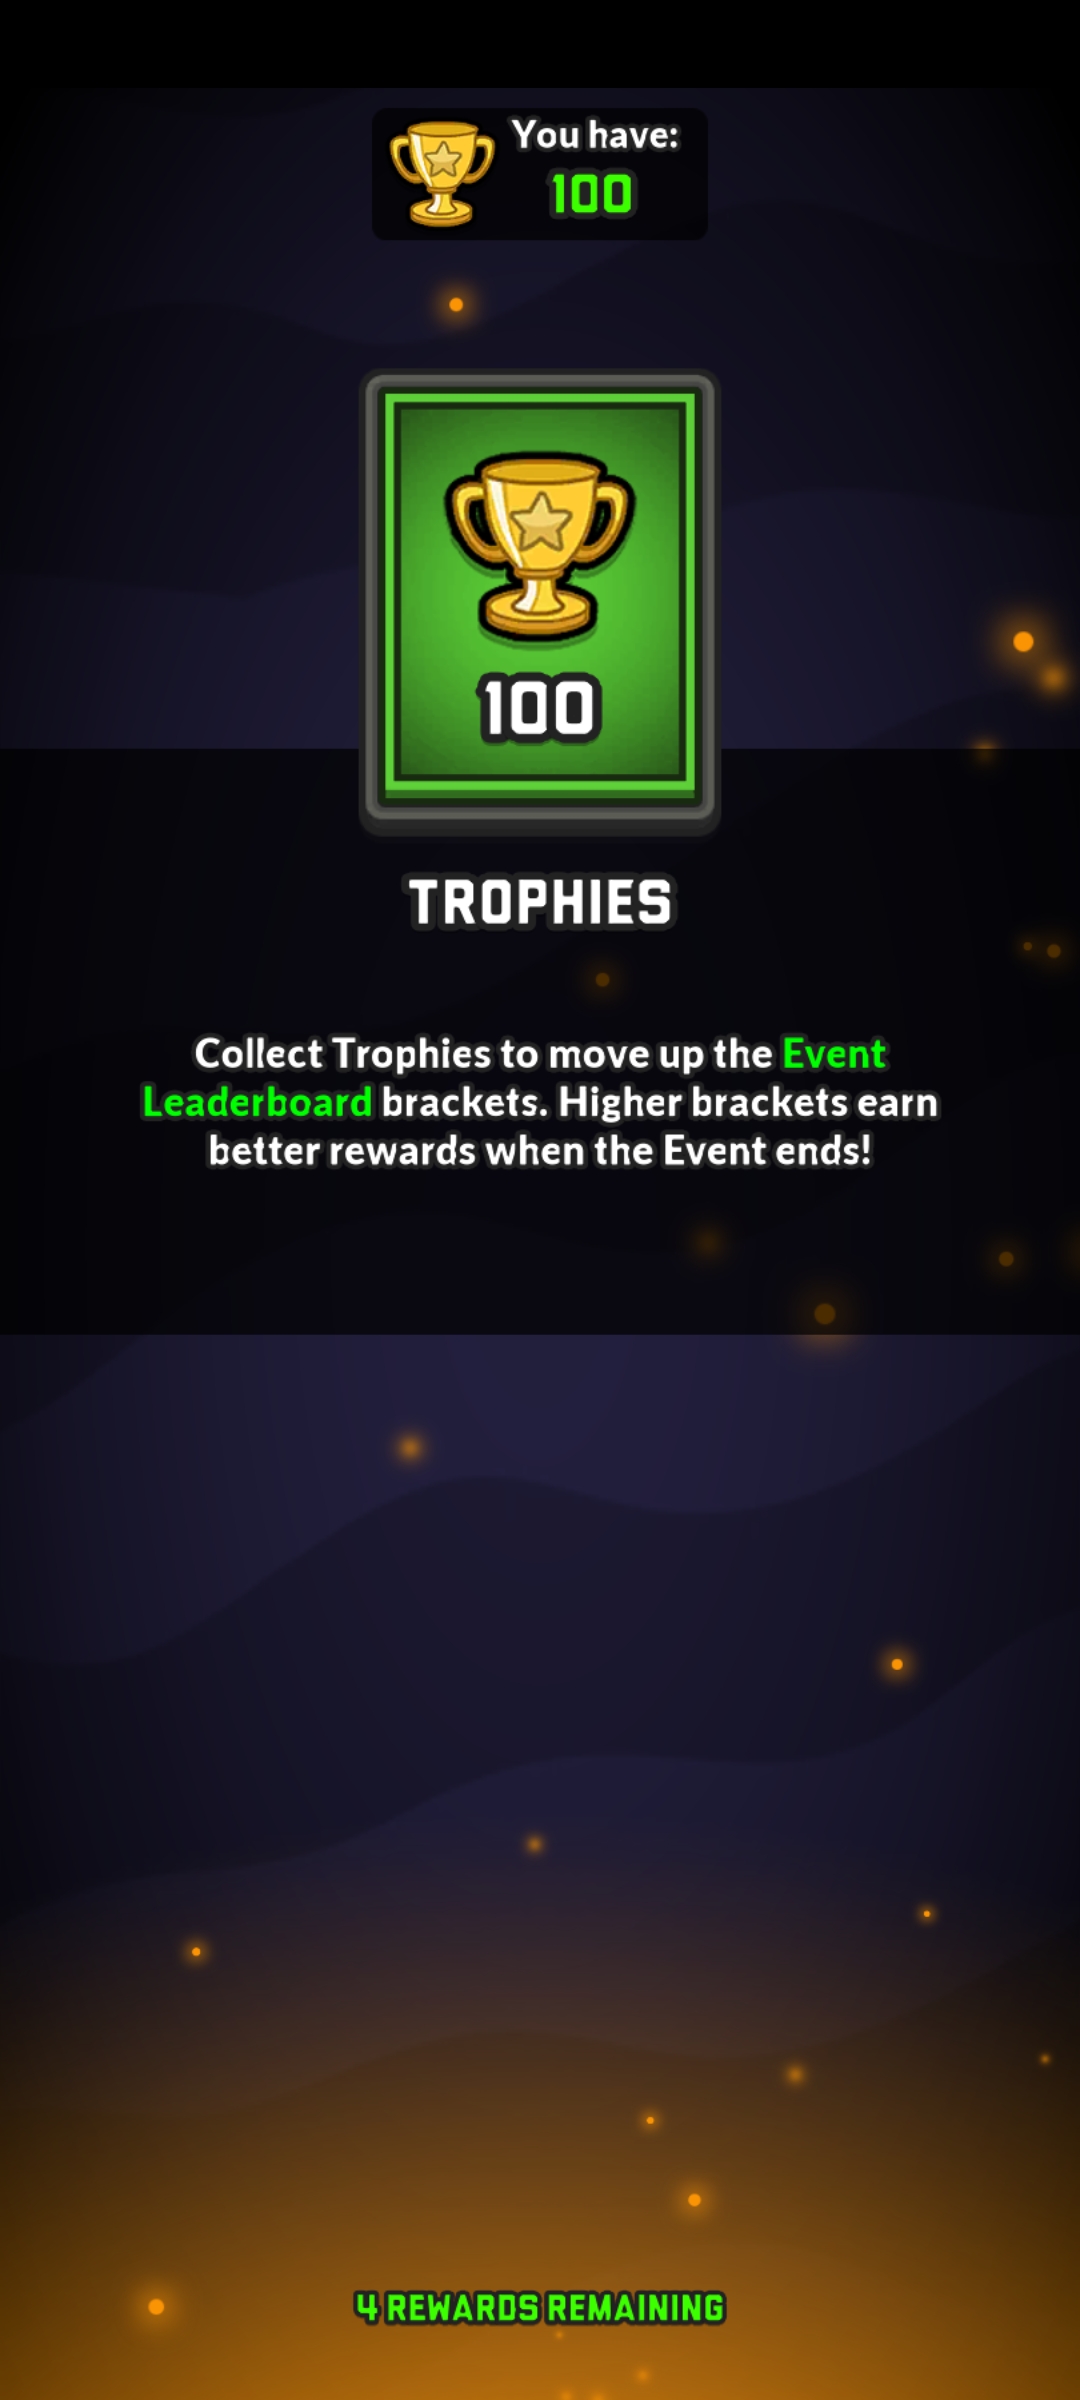 You have:
100
100
TROPHIES
Collect Trophies to move up the Event
Leaderboard brackets. Higher brackets earn
better rewards when the Event ends!
4 REWARDS REMAINING